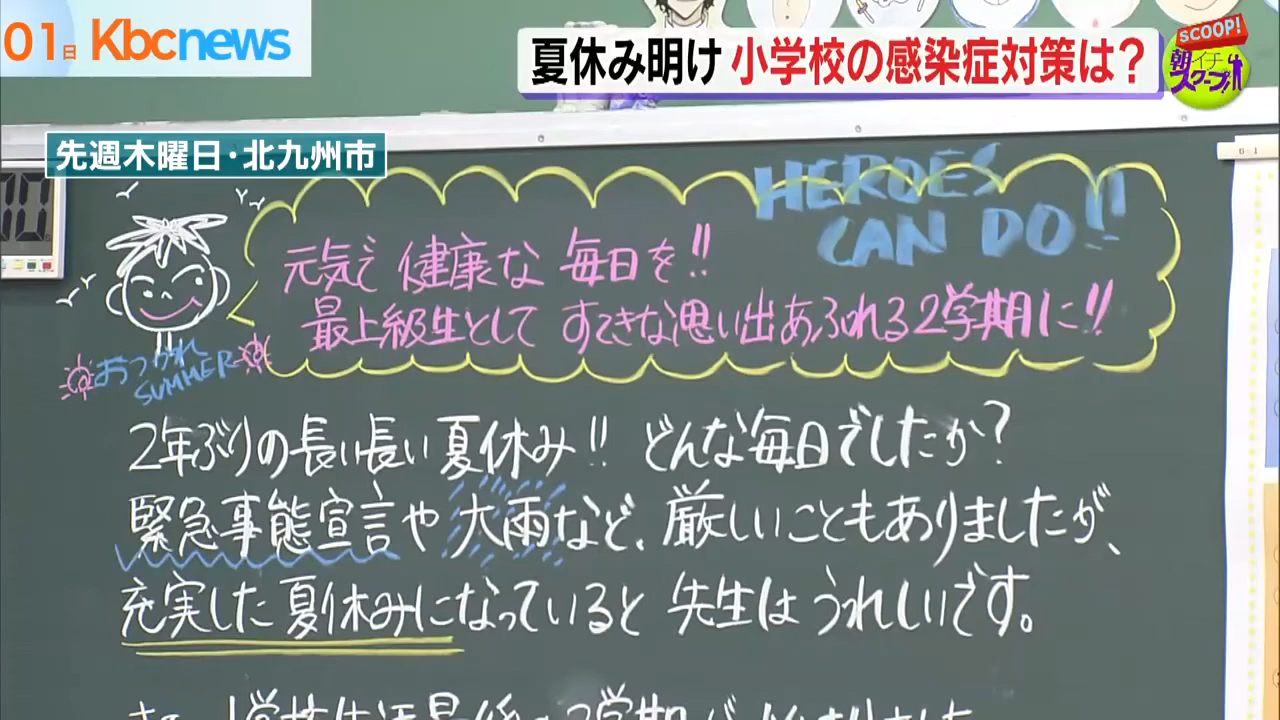 01日 Kbcnews
夏休み明け 小学校の感染症対策は?
SCOOP!
朝イチ
スクープ!
先週木曜日・北九州市
HEROES
CAN DO!!
元気で 健康な 毎日を!!
最上級生として すてきな思い出あふれる2学期に!!
おつかれ
SUMMER
2年ぶりの長い長い夏休み!! どんな毎日でしたか?
緊急事態宣言や大雨など、厳しいこともありましたが、
充実した夏休みになっていると 先生は うれしいです。